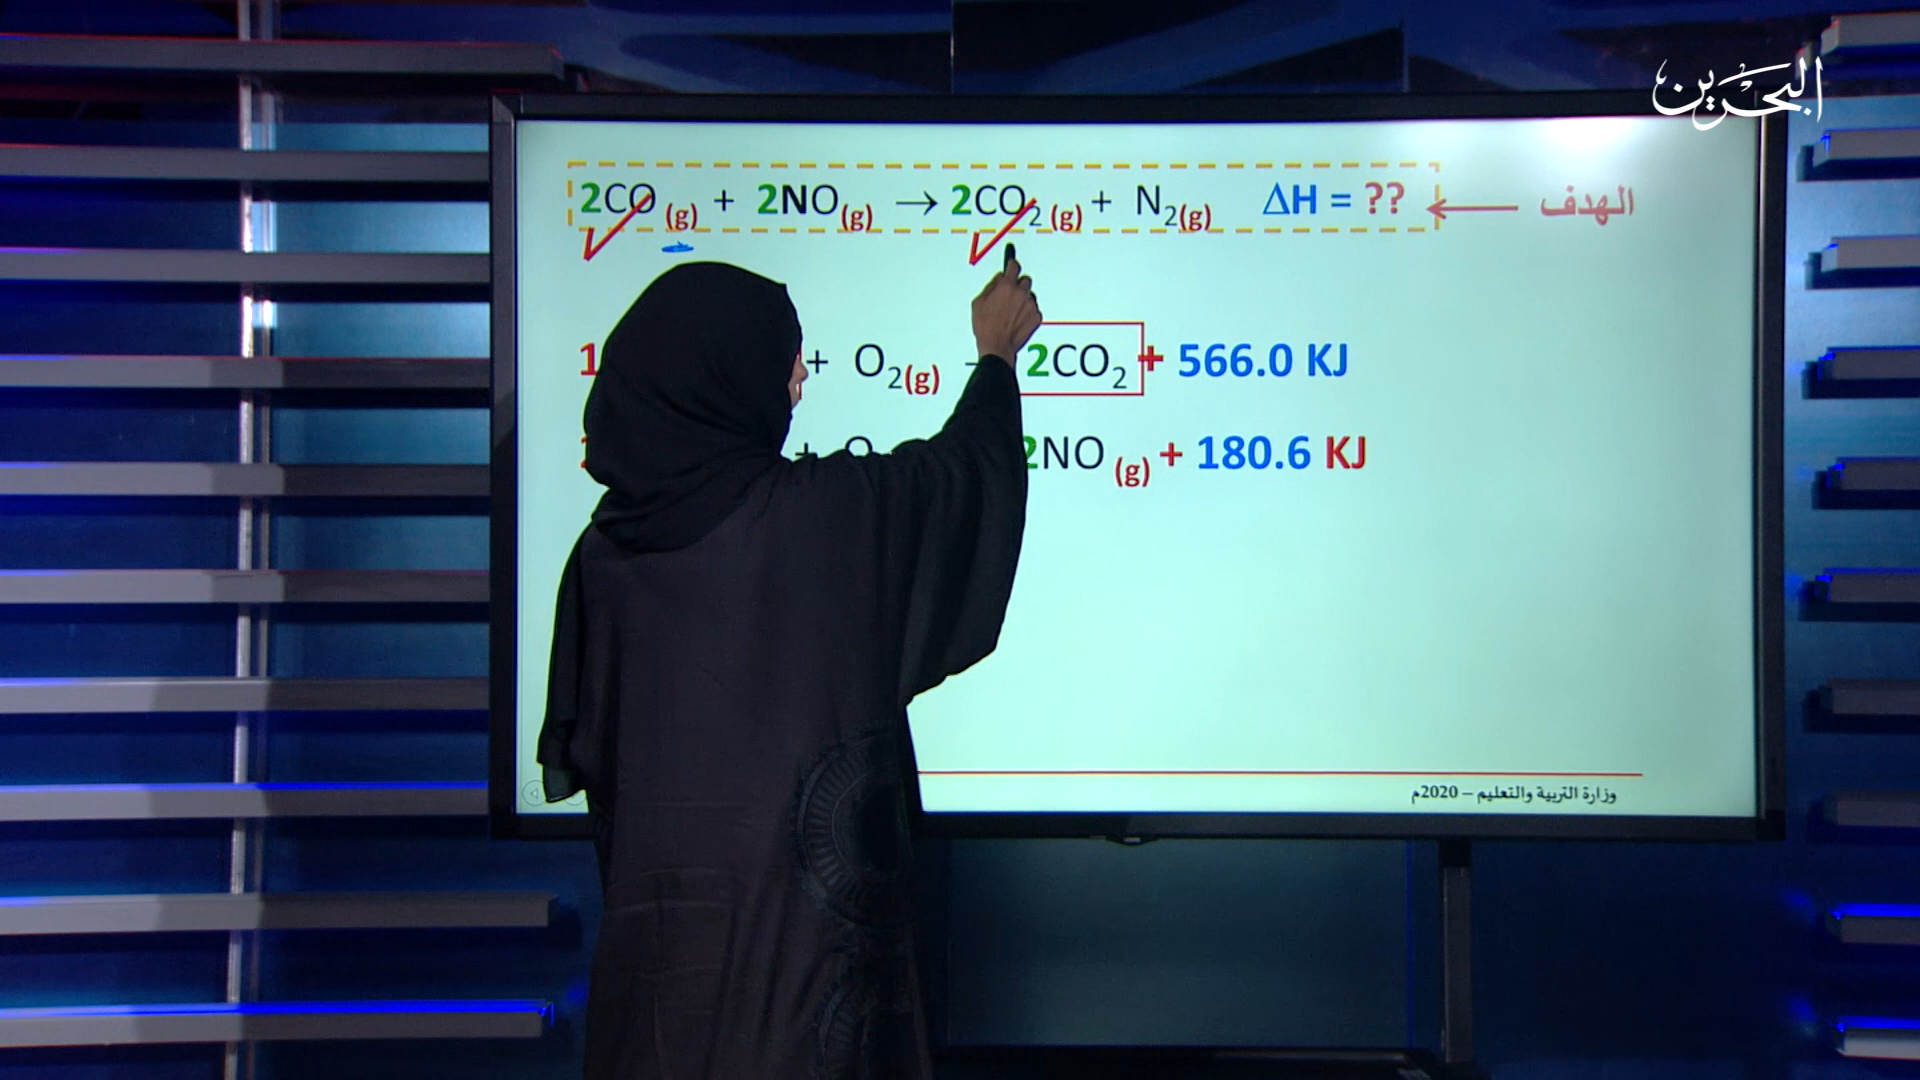 البحرين
2CO (g) + 2NO(g) → 2CO2 (g) + N2(g) ΔH = ?? الهدف
1 + O2(g) 2CO2 + 566.0 KJ
+ 2NO (g) + 180.6 KJ
وزارة التربية والتعليم – 2020م